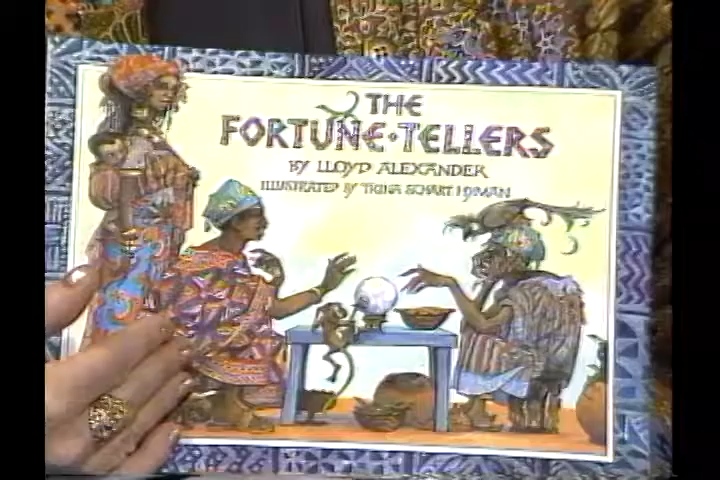 THE
FORTUNE·TELLERS
BY LLOYD ALEXANDER
ILLUSTRATED BY TRINA SCHART HYMAN